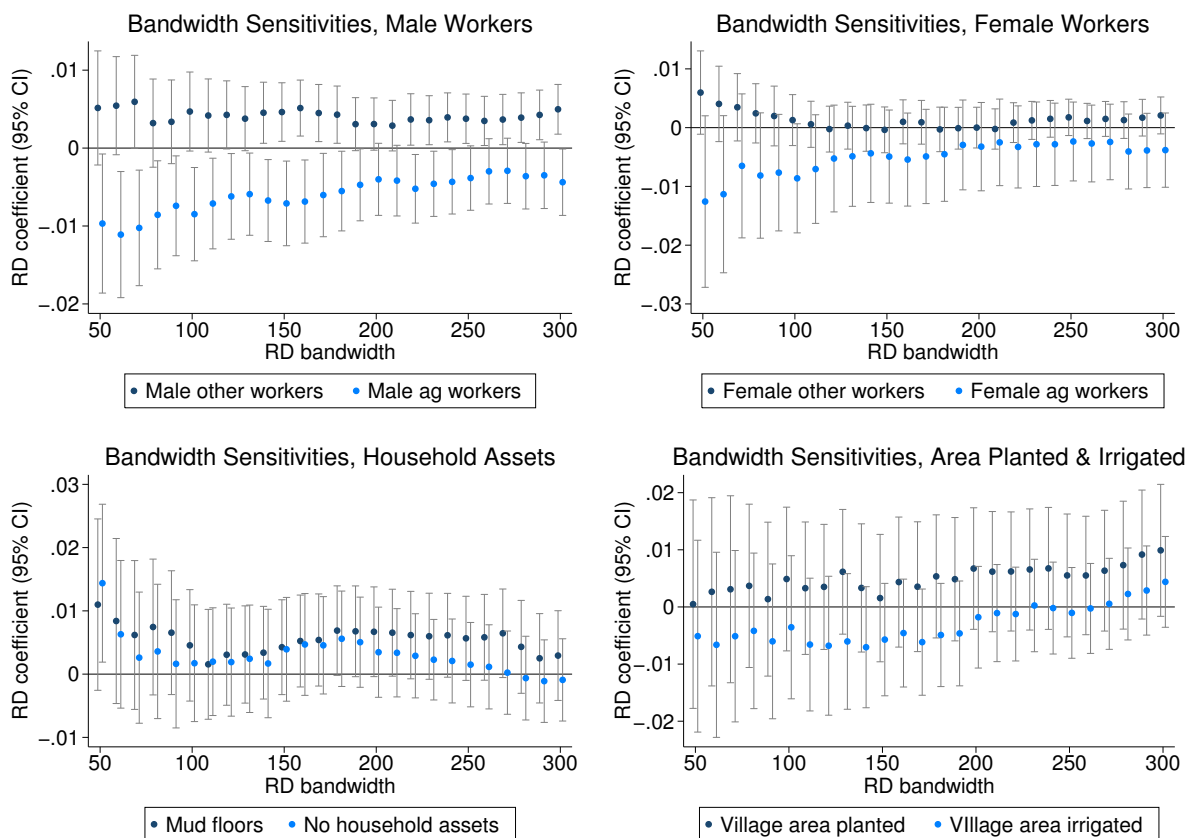 Bandwidth Sensitivities, Male Workers
.01
0
−.01
−.02
RD coefficient (95% CI)
50 100 150 200 250 300
RD bandwidth
Male other workers Male ag workers
Bandwidth Sensitivities, Female Workers
.01
0
−.01
−.02
−.03
RD coefficient (95% CI)
50 100 150 200 250 300
RD bandwidth
Female other workers Female ag workers
Bandwidth Sensitivities, Household Assets
.03
.02
.01
0
−.01
RD coefficient (95% CI)
50 100 150 200 250 300
RD bandwidth
Mud floors No household assets
Bandwidth Sensitivities, Area Planted & Irrigated
.02
.01
0
−.01
−.02
RD coefficient (95% CI)
50 100 150 200 250 300
RD bandwidth
Village area planted VIllage area irrigated